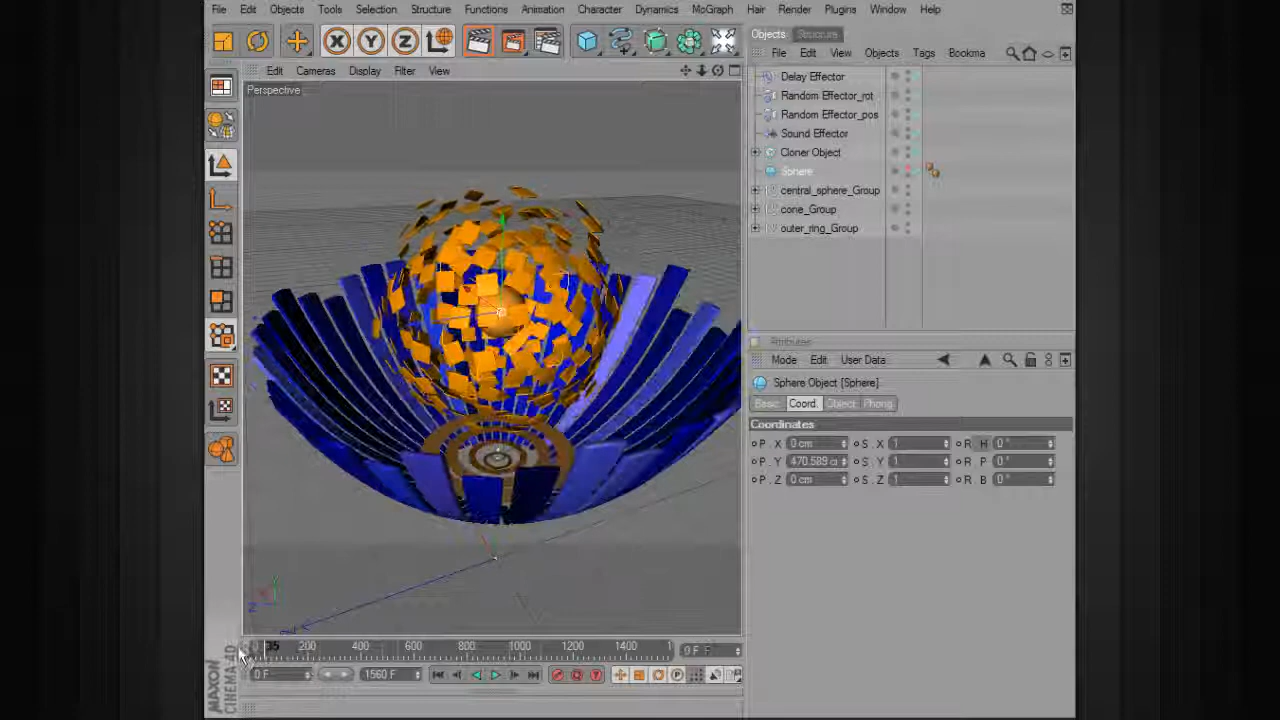 File Edit Objects Tools Selection Structure Functions Animation Character Dynamics MoGraph Hair Render Plugins Window Help
X Y Z
Objects Structure
File Edit View Objects Tags Bookma
Edit Cameras Display Filter View
Perspective
Delay Effector
Random Effector_rot
Random Effector_pos
Sound Effector
Cloner Object
Sphere
central_sphere_Group
cone_Group
outer_ring_Group
Attributes
Mode Edit User Data
Sphere Object [Sphere]
Basic Coord. Object Phong
Coordinates
P . X 0 cm S . X 1 R . H 0 °
P . Y 470.589 c S . Y 1 R . P 0 °
P . Z 0 cm S . Z 1 R . B 0 °
Z
200 400 600 800 1000 1200 1400 1
0 F
0 F 1560 F
MAXON
CINEMA 4D